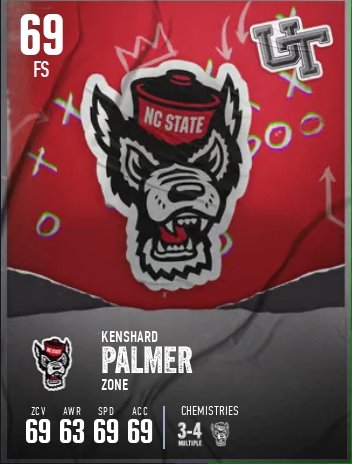 69
FS
UT
NC STATE
KENSHARD
PALMER
ZONE
ZCV AWR SPD ACC
69 63 69 69
CHEMISTRIES
3-4
MULTIPLE